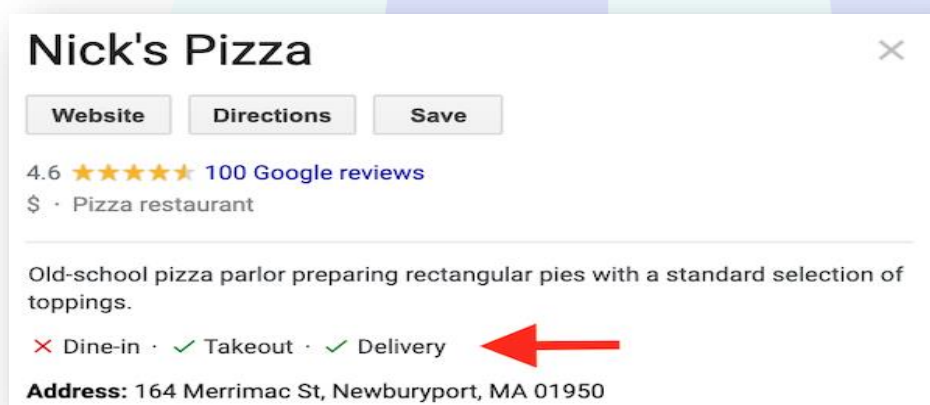 Nick's Pizza
Website Directions Save
4.6 100 Google reviews
$ · Pizza restaurant
Old-school pizza parlor preparing rectangular pies with a standard selection of
toppings.
Dine-in · Takeout · Delivery
Address: 164 Merrimac St, Newburyport, MA 01950